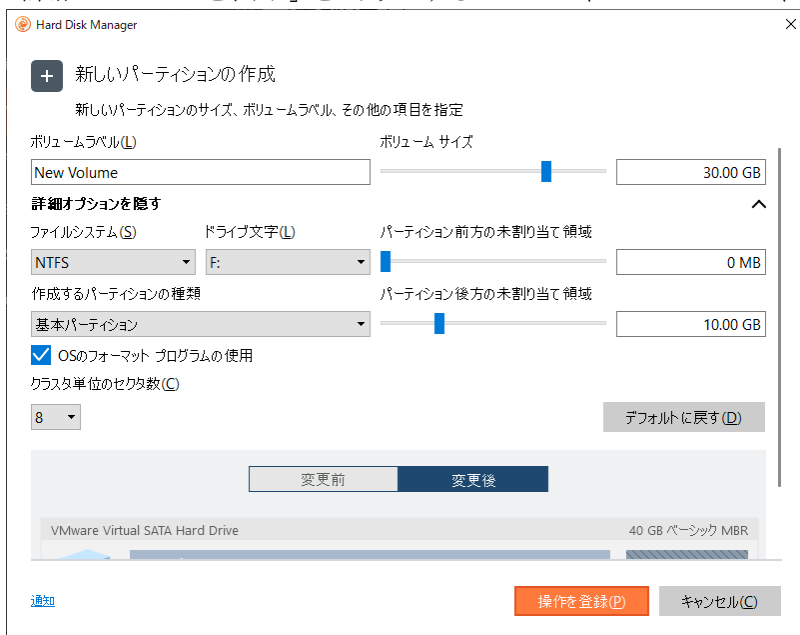 Hard Disk Manager
新しいパーティションの作成
新しいパーティションのサイズ、ボリュームラベル、その他の項目を指定
ボリュームラベル(L) ボリューム サイズ
New Volume 30.00 GB
詳細オプションを隠す
ファイルシステム(S) ドライブ文字(L) パーティション前方の未割り当て領域
NTFS F: 0 MB
作成するパーティションの種類 パーティション後方の未割り当て領域
基本パーティション 10.00 GB
OSのフォーマット プログラムの使用
クラスタ単位のセクタ数(C)
8 デフォルトに戻す(D)
変更前 変更後
VMware Virtual SATA Hard Drive 40 GB ベーシック MBR
通知 操作を登録(P) キャンセル(C)